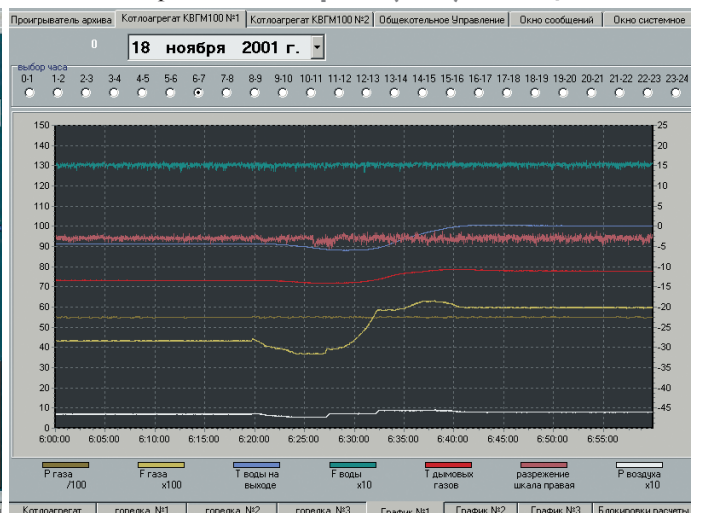 Проигрыватель архива Котлоагрегат КВГМ100 №1 Котлоагрегат КВГМ100 №2 Общекотельное Управление Окно сообщений Окно системное
0 18 ноября 2001 г.
выбор часа
0-1 1-2 2-3 3-4 4-5 5-6 6-7 7-8 8-9 9-10 10-11 11-12 12-13 13-14 14-15 15-16 16-17 17-18 18-19 19-20 20-21 21-22 22-23 23-24
150 25
140 20
130 15
120 10
110 5
100 0
90 -5
80 -10
70 -15
60 -20
50 -25
40 -30
30 -35
20 -40
10 -45
0
6:00:00 6:05:00 6:10:00 6:15:00 6:20:00 6:25:00 6:30:00 6:35:00 6:40:00 6:45:00 6:50:00 6:55:00
Р газа F газа Т воды на F воды Т дымовых разрежение Р воздуха
/100 х100 выходе х10 газов шкала правая х10
Котлоагрегат горелка №1 горелка №2 горелка №3 График №1 График №2 График №3 Блокировки расчеты